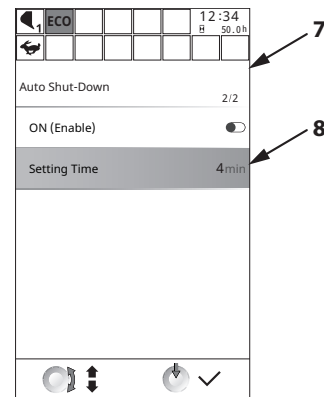 1 ECO 12:34
50.0h
7
Auto Shut-Down
2/2
ON (Enable)
8
Setting Time 4min